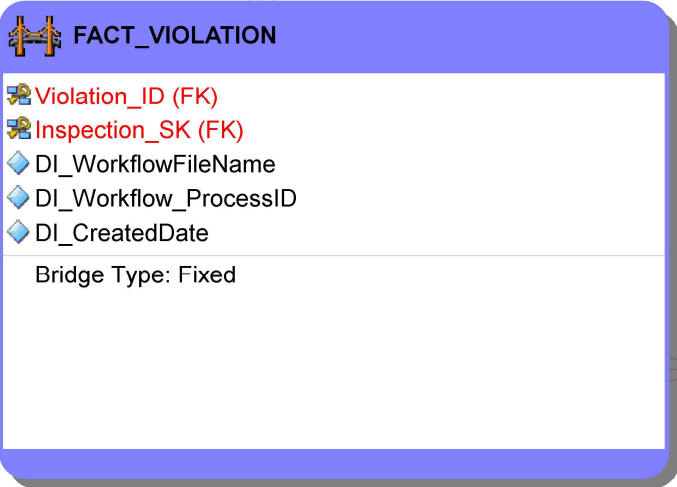 FACT_VIOLATION
Violation_ID (FK)
Inspection_SK (FK)
DI_WorkflowFileName
DI_Workflow_ProcessID
DI_CreatedDate
Bridge Type: Fixed